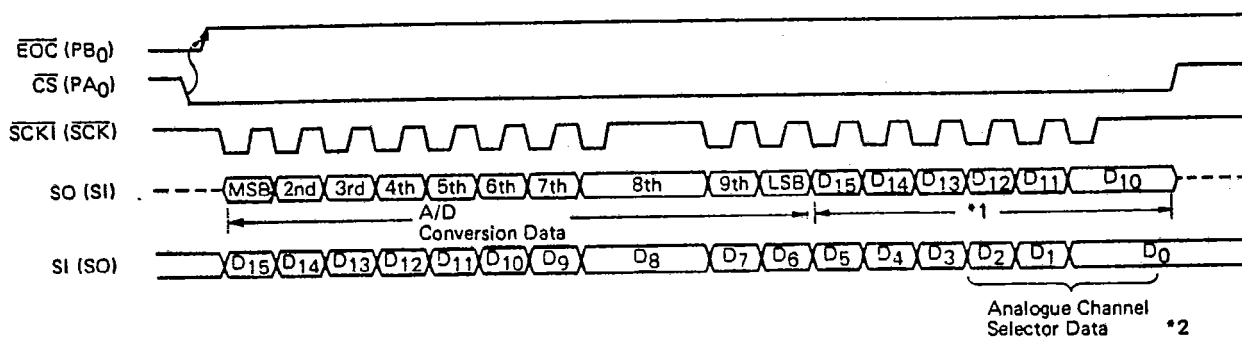 EOC (PB0)
CS (PA0)
SCKI (SCK)
SO (SI) MSB 2nd 3rd 4th 5th 6th 7th 8th 9th LSB D15 D14 D13 D12 D11 D10
A/D
Conversion Data
*1
SI (SO) D15 D14 D13 D12 D11 D10 D9 D8 D7 D6 D5 D4 D3 D2 D1 D0
Analogue Channel
Selector Data *2